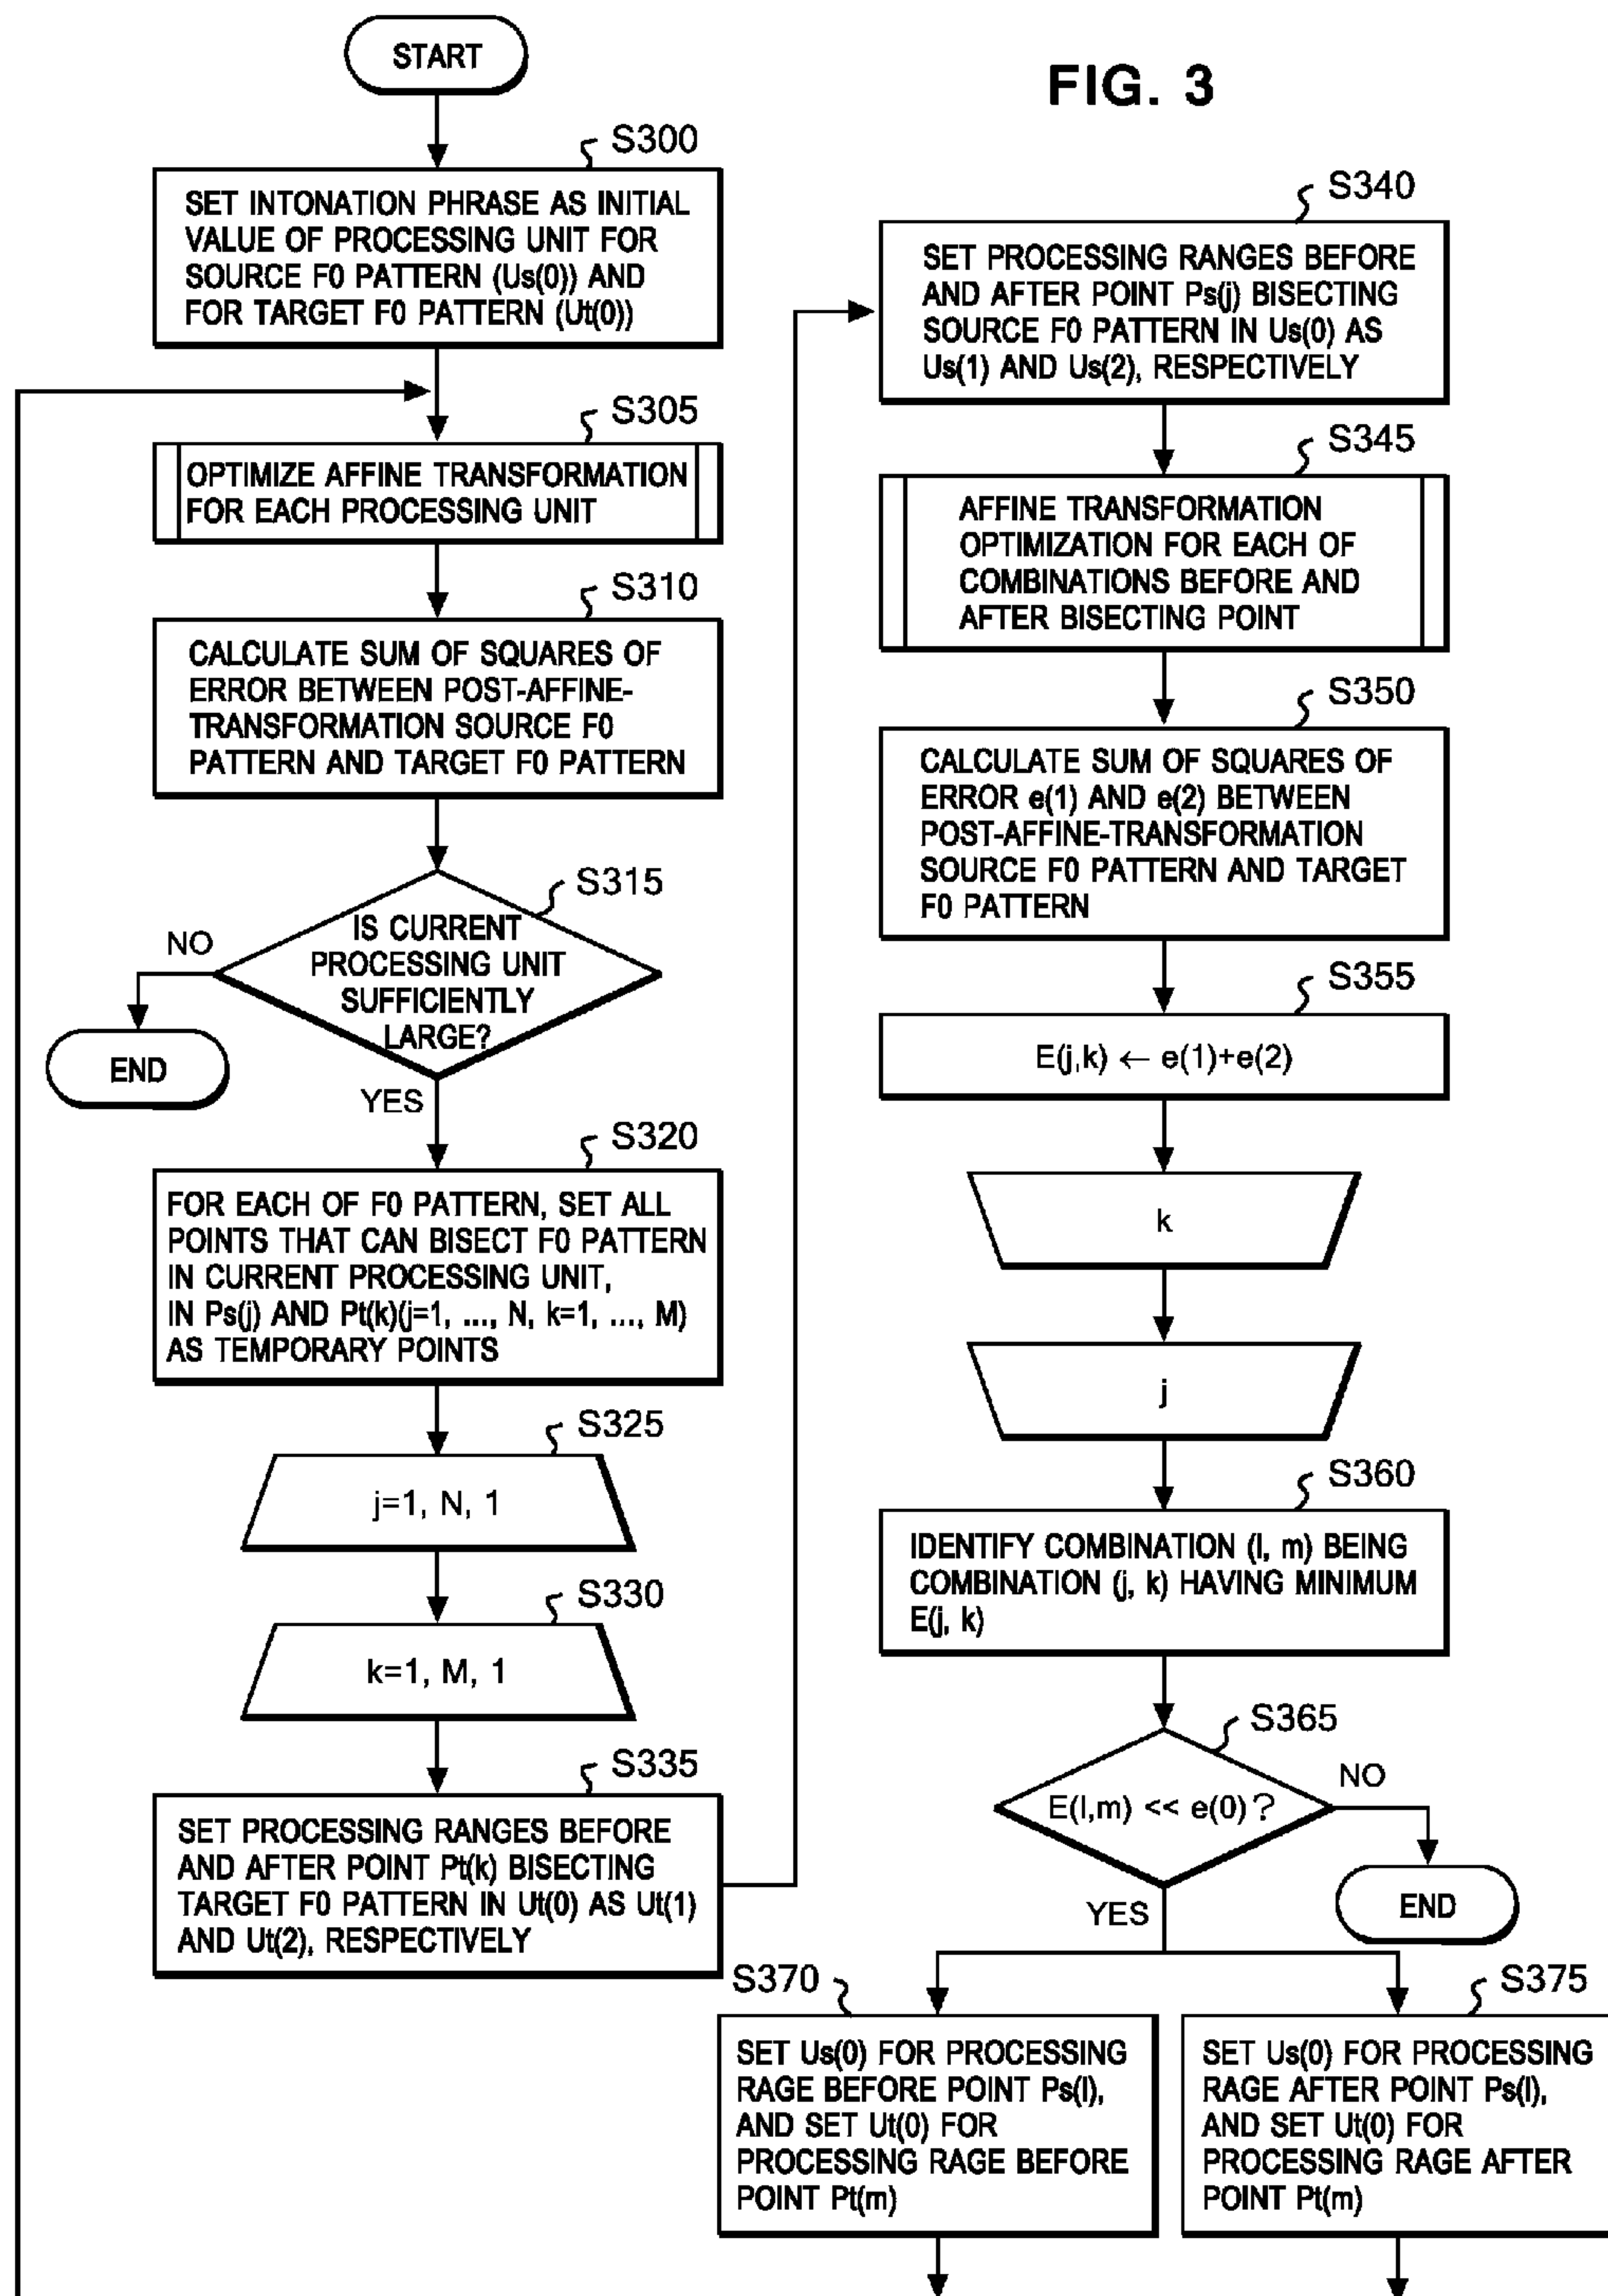 START
FIG. 3
S300
SET INTONATION PHRASE AS INITIAL
VALUE OF PROCESSING UNIT FOR
SOURCE F0 PATTERN (Us(0)) AND
FOR TARGET F0 PATTERN (Ut(0))
S305
OPTIMIZE AFFINE TRANSFORMATION
FOR EACH PROCESSING UNIT
S310
CALCULATE SUM OF SQUARES OF
ERROR BETWEEN POST-AFFINE-
TRANSFORMATION SOURCE F0
PATTERN AND TARGET F0 PATTERN
S315
IS CURRENT
PROCESSING UNIT
SUFFICIENTLY
LARGE?
NO
END
YES
S320
FOR EACH OF F0 PATTERN, SET ALL
POINTS THAT CAN BISECT F0 PATTERN
IN CURRENT PROCESSING UNIT,
IN Ps(j) AND Pt(k)(j=1, ..., N, k=1, ..., M)
AS TEMPORARY POINTS
S325
j=1, N, 1
S330
k=1, M, 1
S335
SET PROCESSING RANGES BEFORE
AND AFTER POINT Pt(k) BISECTING
TARGET F0 PATTERN IN Ut(0) AS Ut(1)
AND Ut(2), RESPECTIVELY
S340
SET PROCESSING RANGES BEFORE
AND AFTER POINT Ps(j) BISECTING
SOURCE F0 PATTERN IN Us(0) AS
Us(1) AND Us(2), RESPECTIVELY
S345
AFFINE TRANSFORMATION
OPTIMIZATION FOR EACH OF
COMBINATIONS BEFORE AND
AFTER BISECTING POINT
S350
CALCULATE SUM OF SQUARES OF
ERROR e(1) AND e(2) BETWEEN
POST-AFFINE-TRANSFORMATION
SOURCE F0 PATTERN AND TARGET
F0 PATTERN
S355
E(j,k) ← e(1)+e(2)
k
j
S360
IDENTIFY COMBINATION (l, m) BEING
COMBINATION (j, k) HAVING MINIMUM
E(j, k)
S365
E(l,m) << e(0)?
NO
END
YES
S370
SET Us(0) FOR PROCESSING
RAGE BEFORE POINT Ps(l),
AND SET Ut(0) FOR
PROCESSING RAGE BEFORE
POINT Pt(m)
S375
SET Us(0) FOR PROCESSING
RAGE AFTER POINT Ps(l),
AND SET Ut(0) FOR
PROCESSING RAGE AFTER
POINT Pt(m)